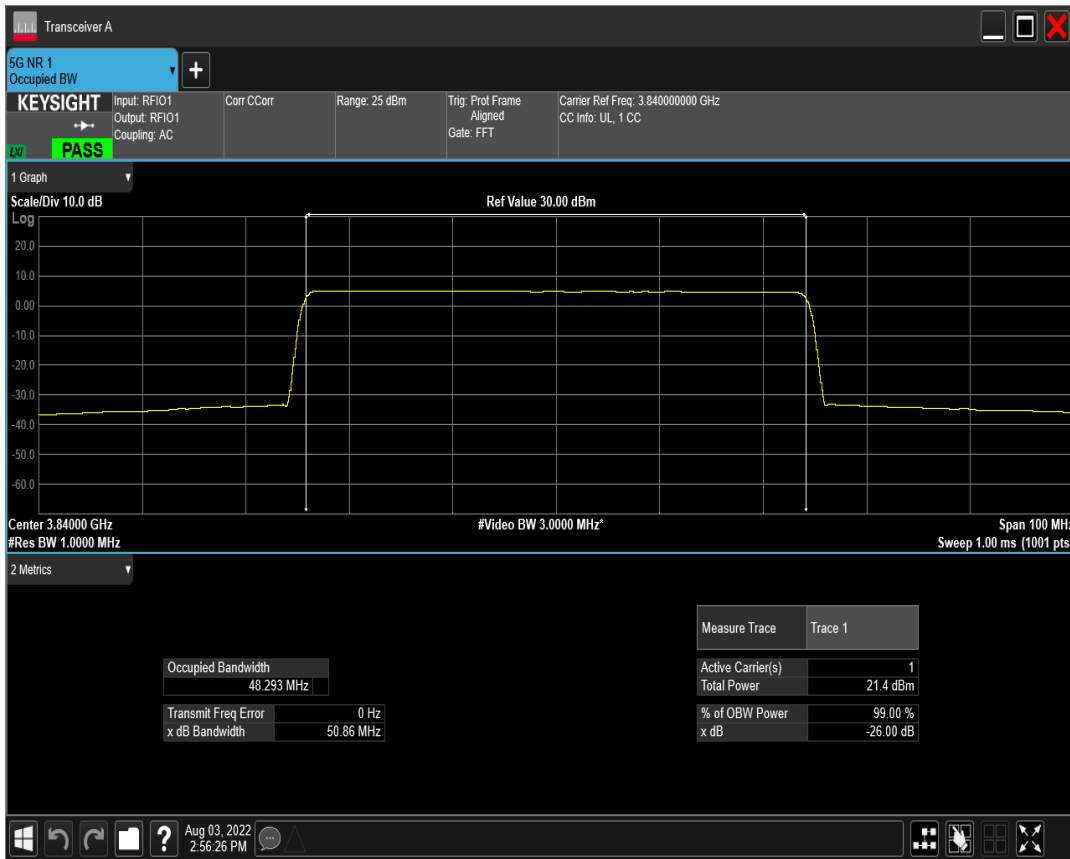 Transceiver A
5G NR 1
Occupied BW
+
KEYSIGHT
LXI
PASS
Input: RFIO1
Output: RFIO1
Coupling: AC
Corr CCorr
Range: 25 dBm
Trig: Prot Frame
Aligned
Gate: FFT
Carrier Ref Freq: 3.840000000 GHz
CC Info: UL, 1 CC
1 Graph
Scale/Div 10.0 dB
Ref Value 30.00 dBm
Log
20.0
10.0
0.00
-10.0
-20.0
-30.0
-40.0
-50.0
-60.0
Center 3.84000 GHz
#Video BW 3.0000 MHz*
Span 100 MHz
#Res BW 1.0000 MHz
Sweep 1.00 ms (1001 pts
2 Metrics
Measure Trace Trace 1
Occupied Bandwidth
48.293 MHz
Active Carrier(s) 1
Total Power 21.4 dBm
Transmit Freq Error 0 Hz
x dB Bandwidth 50.86 MHz
% of OBW Power 99.00 %
x dB -26.00 dB
?
Aug 03, 2022
2:56:26 PM